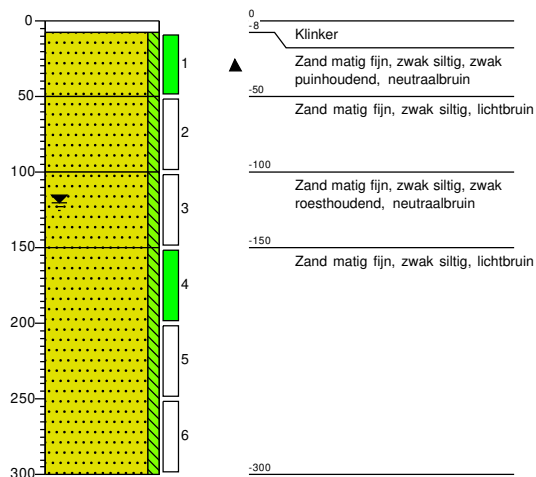 0
50
100
150
200
250
300
1
2
3
4
5
6
0
-8
Klinker
Zand matig fijn, zwak siltig, zwak
puinhoudend, neutraalbruin
-50
Zand matig fijn, zwak siltig, lichtbruin
-100
Zand matig fijn, zwak siltig, zwak
roesthoudend, neutraalbruin
-150
Zand matig fijn, zwak siltig, lichtbruin
-300